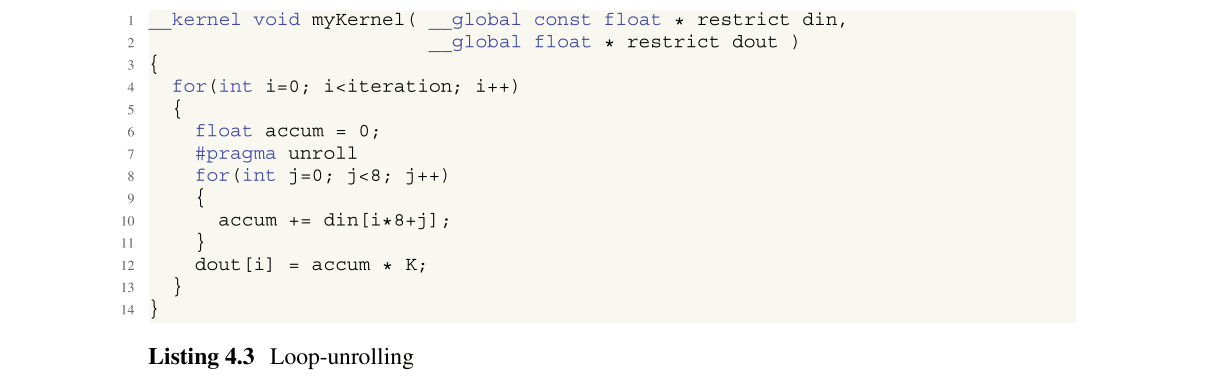 1 __kernel void myKernel( __global const float * restrict din,
2 __global float * restrict dout )
3 {
4 for(int i=0; i<iteration; i++)
5 {
6 float accum = 0;
7 #pragma unroll
8 for(int j=0; j<8; j++)
9 {
10 accum += din[i*8+j];
11 }
12 dout[i] = accum * K;
13 }
14 }
Listing 4.3 Loop-unrolling